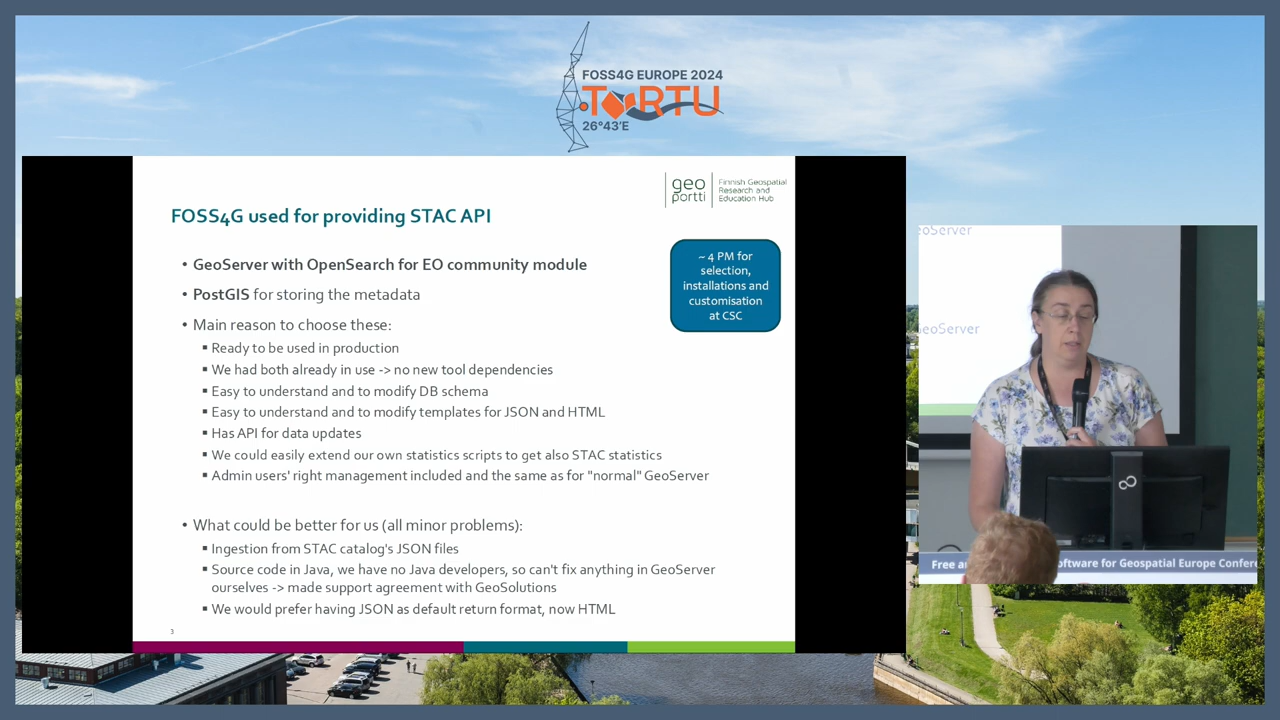 FOSS4G EUROPE 2024
TARTU
26°43'E
geo
portti
Finnish Geospatial
Research and
Education Hub
FOSS4G used for providing STAC API
~ 4 PM for
selection,
installations and
customisation
at CSC
• GeoServer with OpenSearch for EO community module
• PostGIS for storing the metadata
• Main reason to choose these:
▪ Ready to be used in production
▪ We had both already in use -> no new tool dependencies
▪ Easy to understand and to modify DB schema
▪ Easy to understand and to modify templates for JSON and HTML
▪ Has API for data updates
▪ We could easily extend our own statistics scripts to get also STAC statistics
▪ Admin users' right management included and the same as for "normal" GeoServer
• What could be better for us (all minor problems):
▪ Ingestion from STAC catalog's JSON files
▪ Source code in Java, we have no Java developers, so can't fix anything in GeoServer
ourselves -> made support agreement with GeoSolutions
▪ We would prefer having JSON as default return format, now HTML
3
eoServer
eoServer
Free an oftware for Geospatial Europe Confere